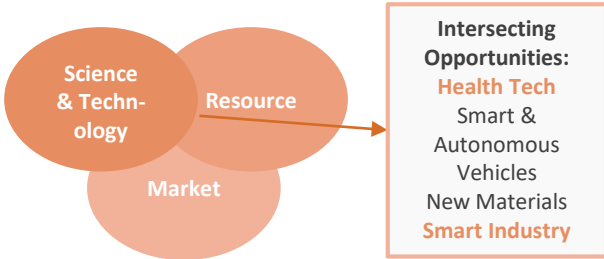 Science
& Techn-
ology
Resource
Market
Intersecting
Opportunities:
Health Tech
Smart &
Autonomous
Vehicles
New Materials
Smart Industry